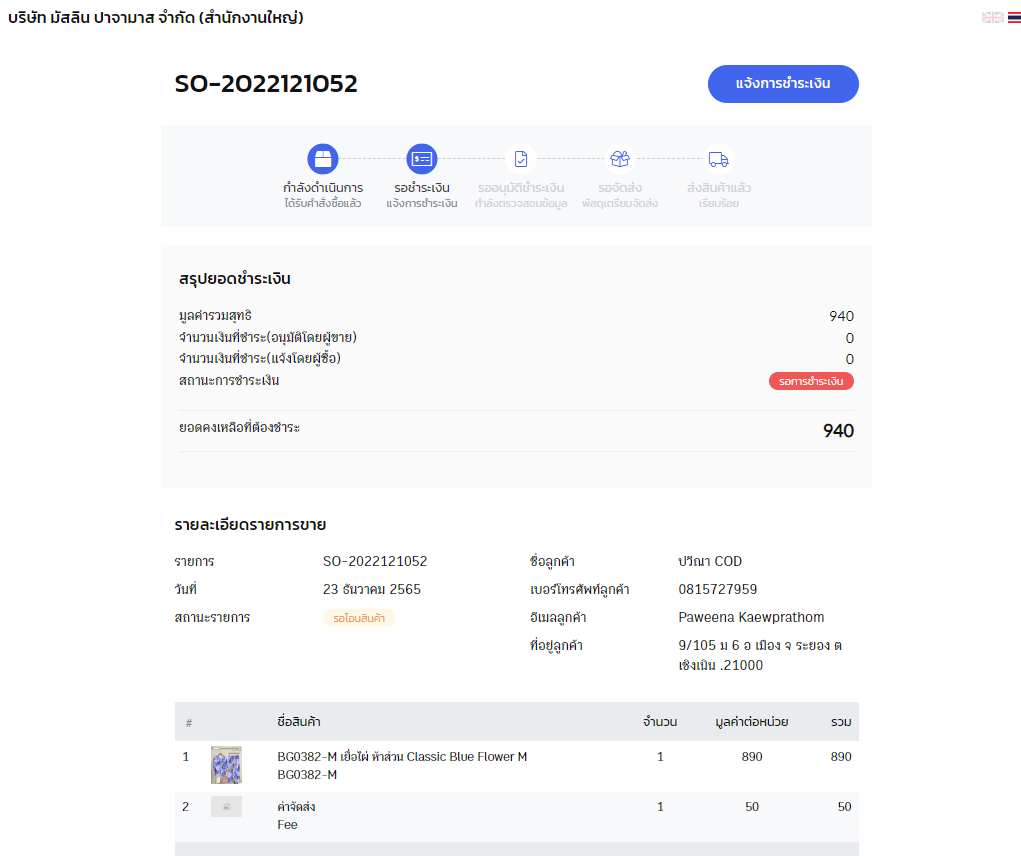 บริษัท มัสลิน ปาจามาส จำกัด (สำนักงานใหญ่)
SO-2022121052
แจ้งการชำระเงิน
กำลังดำเนินการ รอชำระเงิน รออนุมัติชำระเงิน รอจัดส่ง ส่งสินค้าแล้ว
ได้รับคำสั่งซื้อแล้ว แจ้งการชำระเงิน กำลังตรวจสอบข้อมูล พัสดุเตรียมจัดส่ง เรียบร้อย
สรุปยอดชำระเงิน
มูลค่ารวมสุทธิ 940
จำนวนเงินที่ชำระ(อนุมัติโดยผู้ขาย) 0
จำนวนเงินที่ชำระ(แจ้งโดยผู้ซื้อ) 0
สถานะการชำระเงิน รอการชำระเงิน
ยอดคงเหลือที่ต้องชำระ 940
รายละเอียดรายการขาย
รายการ SO-2022121052 ชื่อลูกค้า ปวีณา COD
วันที่ 23 ธันวาคม 2565 เบอร์โทรศัพท์ลูกค้า 0815727959
สถานะรายการ รอโอนสินค้า อีเมลลูกค้า Paweena Kaewprathom
ที่อยู่ลูกค้า 9/105 ม 6 อ เมือง จ ระยอง ต
เชิงเนิน .21000
# ชื่อสินค้า จำนวน มูลค่าต่อหน่วย รวม
1 BG0382-M เยื่อไผ่ ห้าส่วน Classic Blue Flower M 1 890 890
BG0382-M
2 ค่าจัดส่ง 1 50 50
Fee